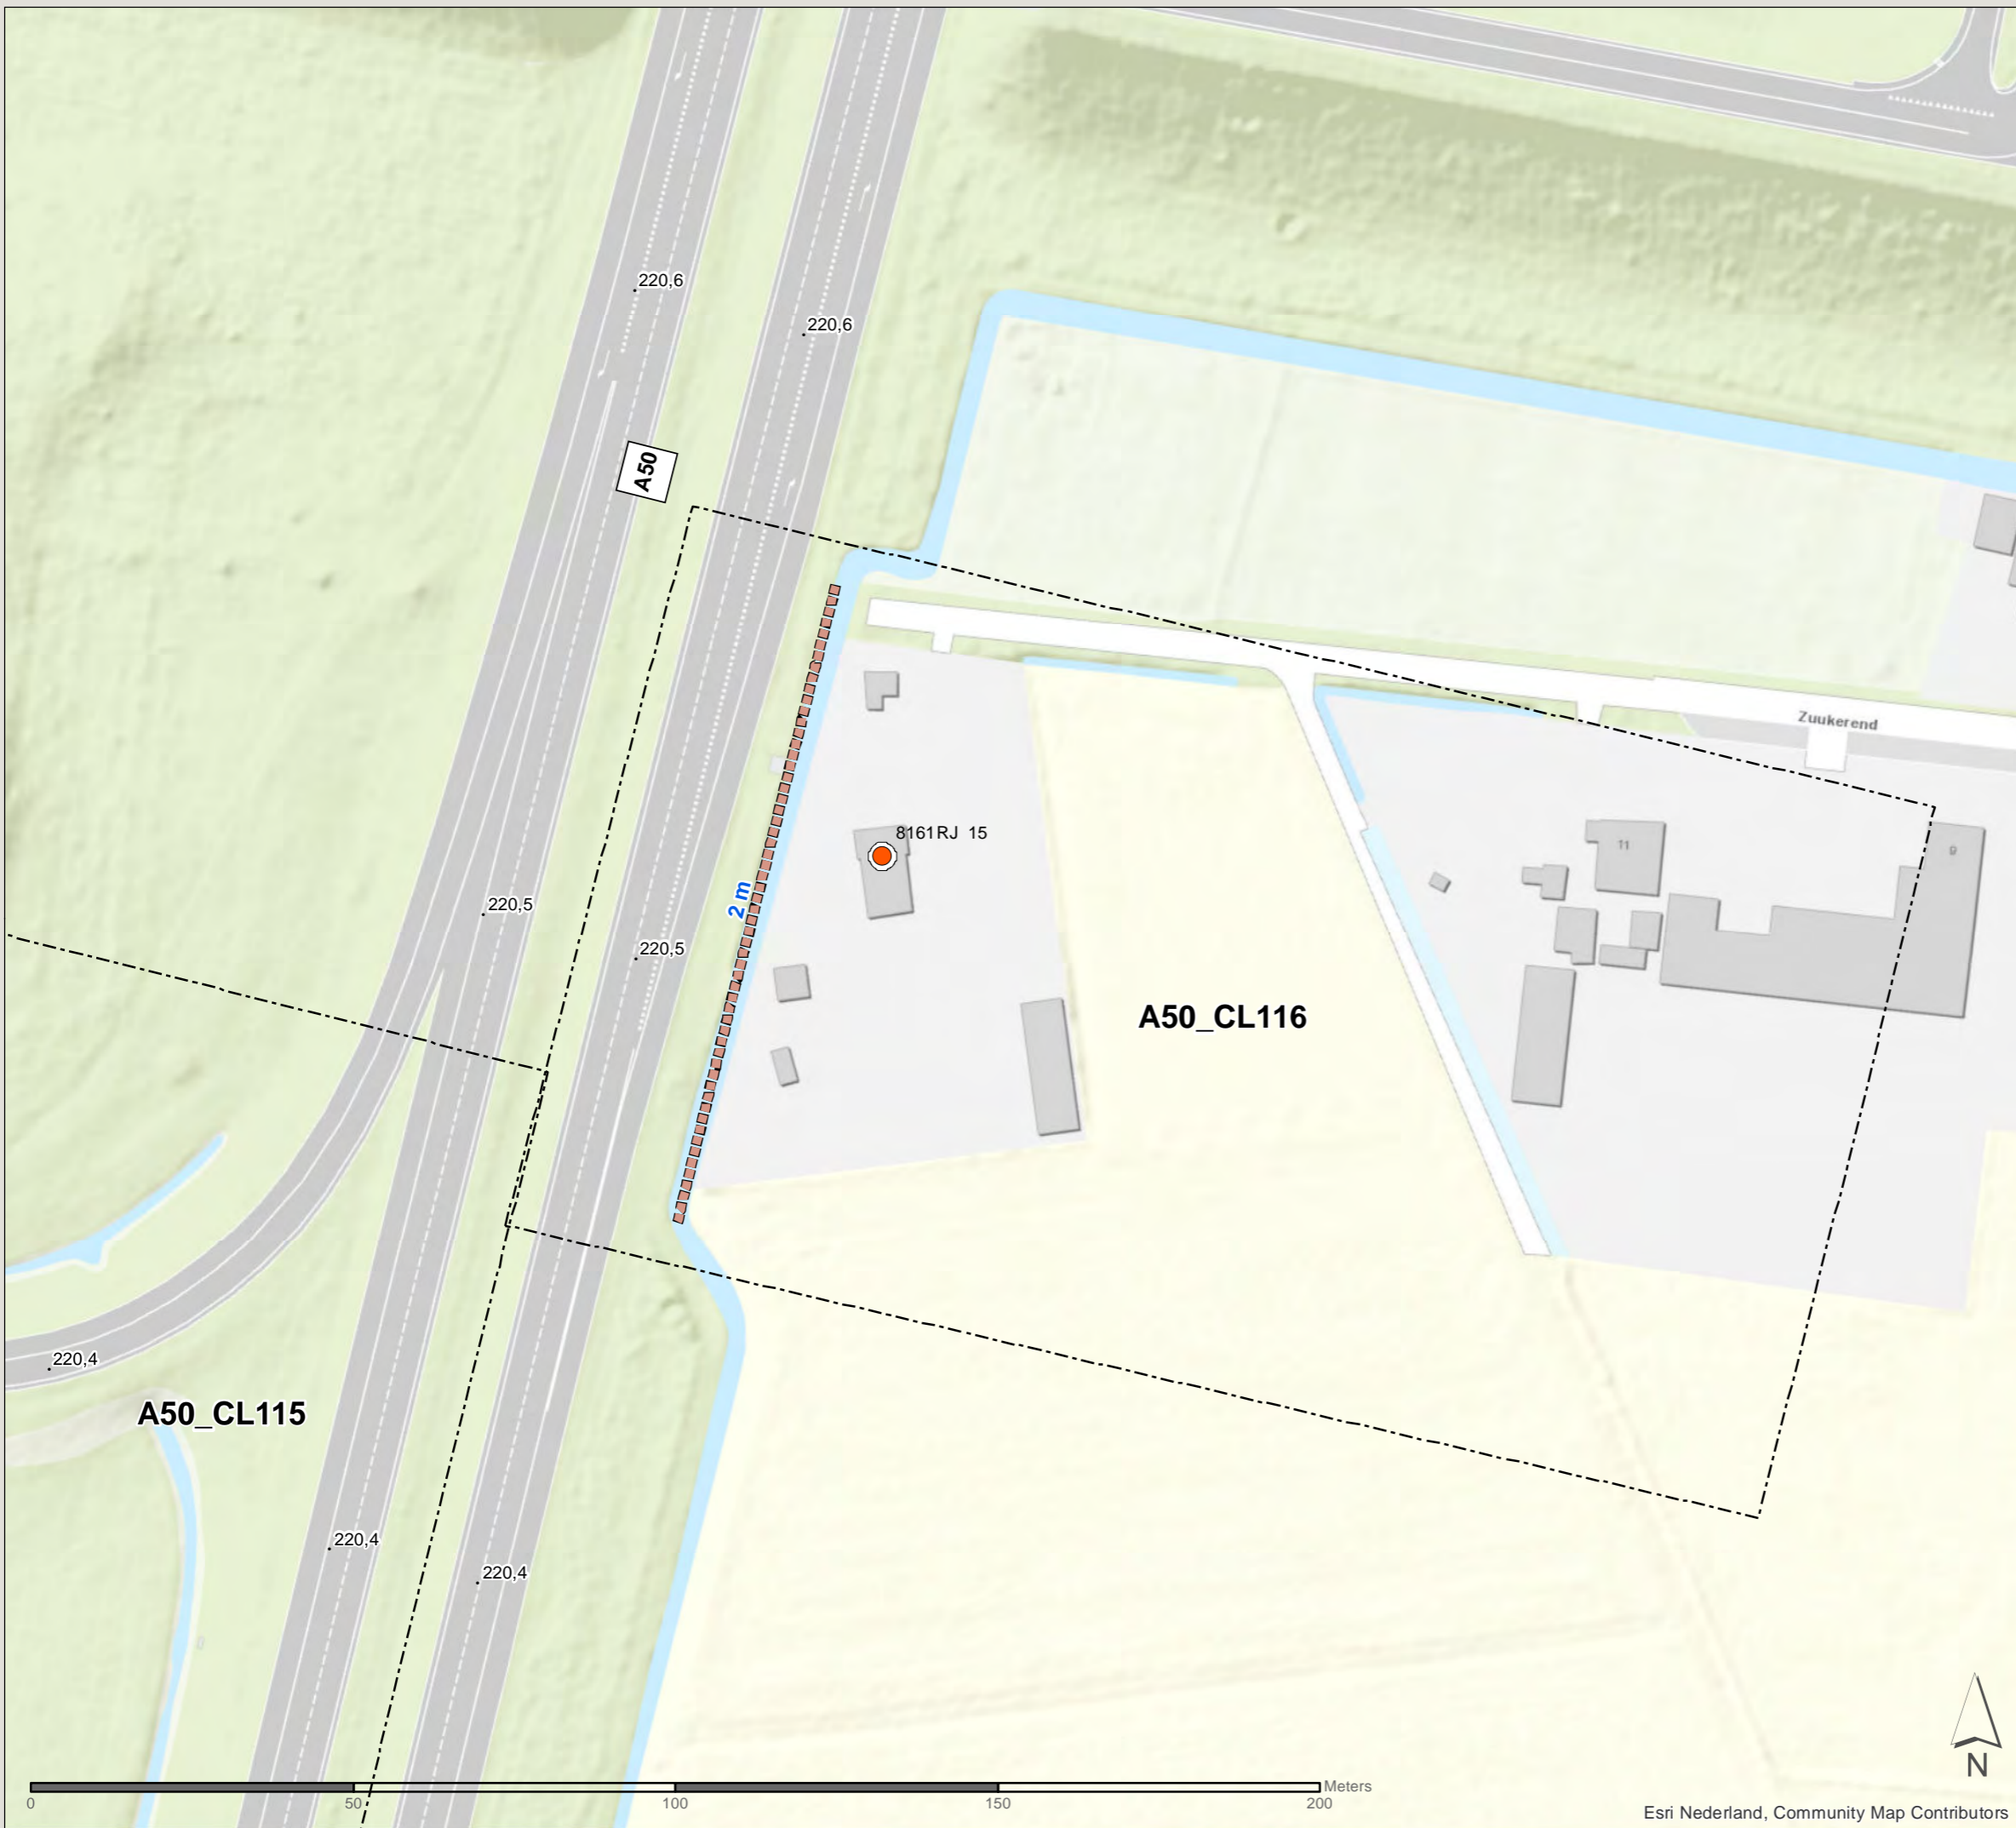 220,6
220,6
A50
Zuukerend
8161RJ 15
11
9
2 m
220,5
220,5
A50_CL116
220,4
A50_CL115
220,4
220,4
N
Meters
0 50 100 150 200
Esri Nederland, Community Map Contributors